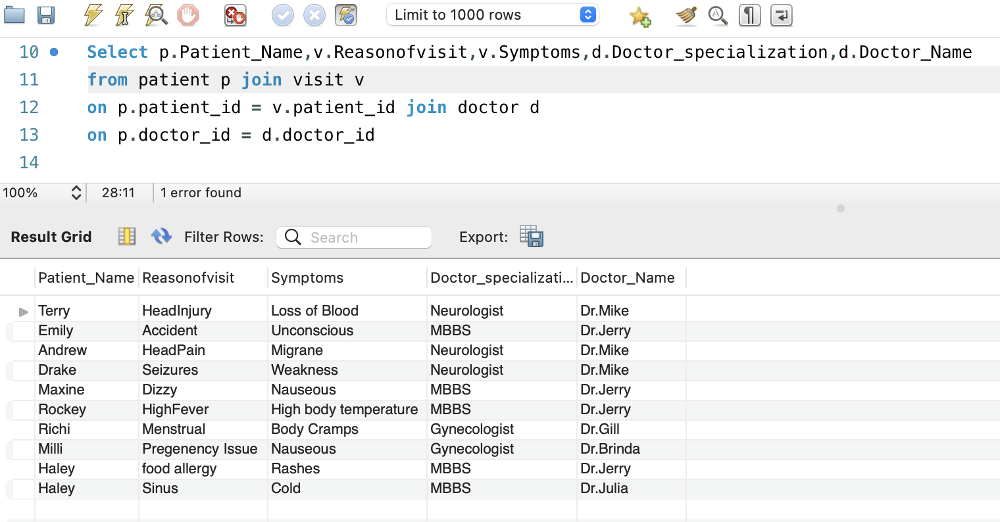 Limit to 1000 rows
10 Select p.Patient_Name,v.Reasonofvisit,v.Symptoms,d.Doctor_specialization,d.Doctor_Name
11 from patient p join visit v
12 on p.patient_id = v.patient_id join doctor d
13 on p.doctor_id = d.doctor_id
14
100% 28:11 1 error found
Result Grid Filter Rows: Search Export:
Patient_Name Reasonofvisit Symptoms Doctor_specializati... Doctor_Name
Terry HeadInjury Loss of Blood Neurologist Dr.Mike
Emily Accident Unconscious MBBS Dr.Jerry
Andrew HeadPain Migrane Neurologist Dr.Mike
Drake Seizures Weakness Neurologist Dr.Mike
Maxine Dizzy Nauseous MBBS Dr.Jerry
Rockey HighFever High body temperature MBBS Dr.Jerry
Richi Menstrual Body Cramps Gynecologist Dr.Gill
Milli Pregenency Issue Nauseous Gynecologist Dr.Brinda
Haley food allergy Rashes MBBS Dr.Jerry
Haley Sinus Cold MBBS Dr.Julia